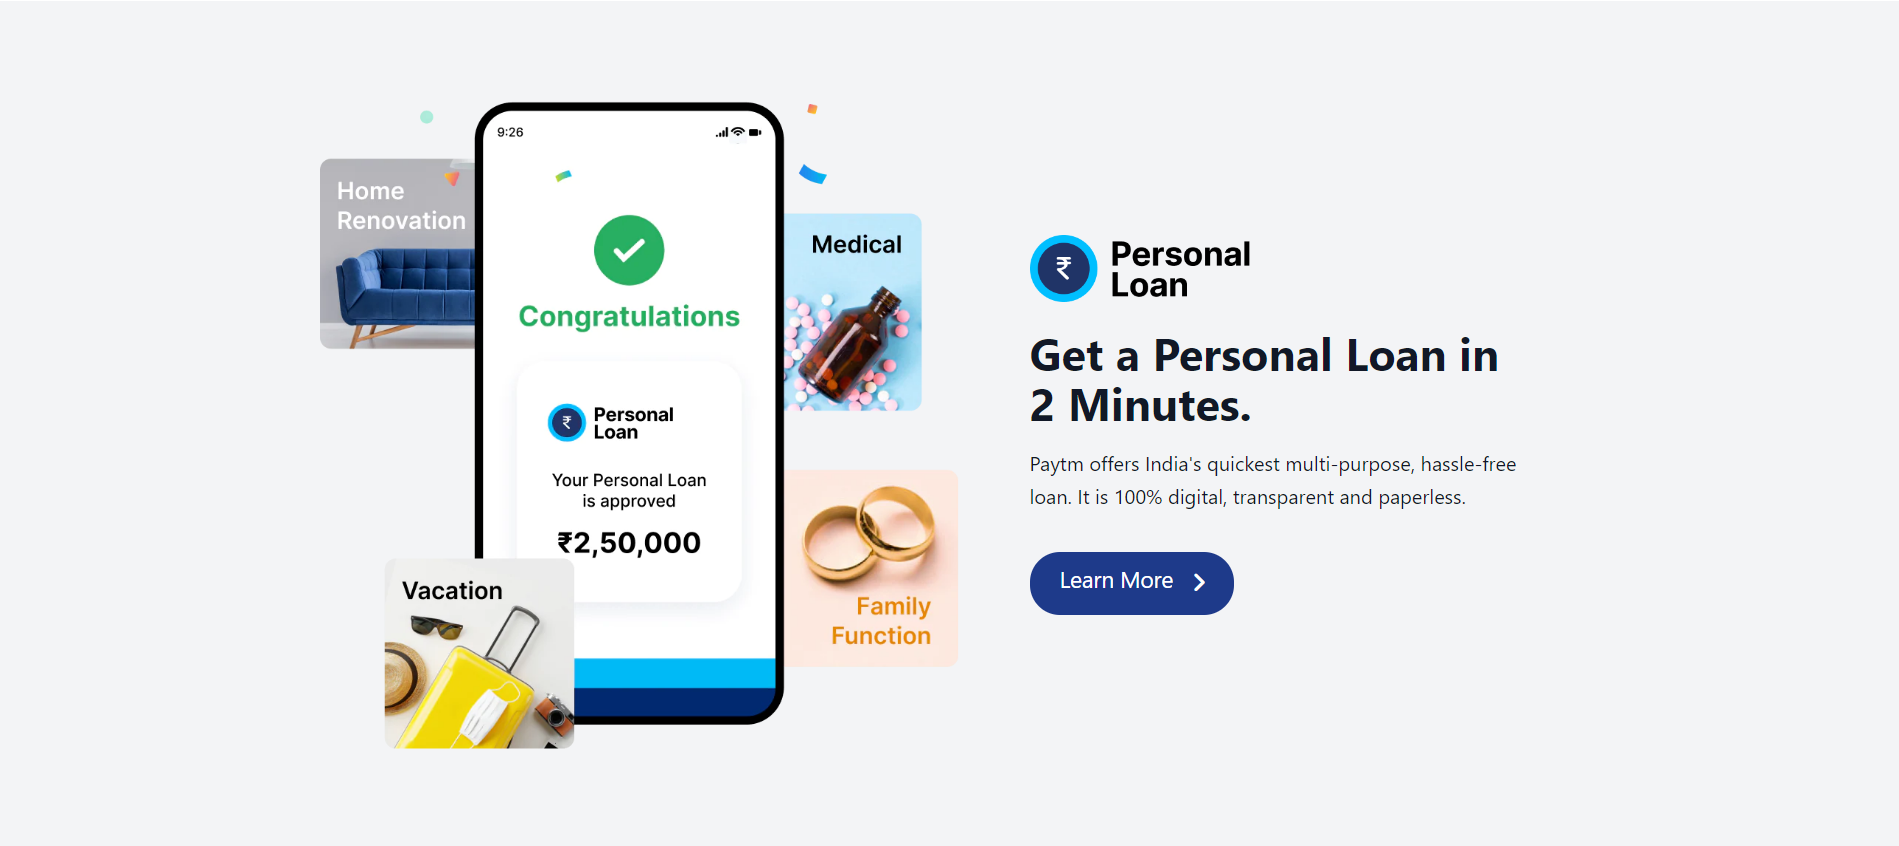 9:26
Home
Renovation
Congratulations
₹
Personal
Loan
Your Personal Loan
is approved
₹2,50,000
Medical
Vacation
Family
Function
₹
Personal
Loan
Get a Personal Loan in
2 Minutes.
Paytm offers India's quickest multi-purpose, hassle-free
loan. It is 100% digital, transparent and paperless.
Learn More